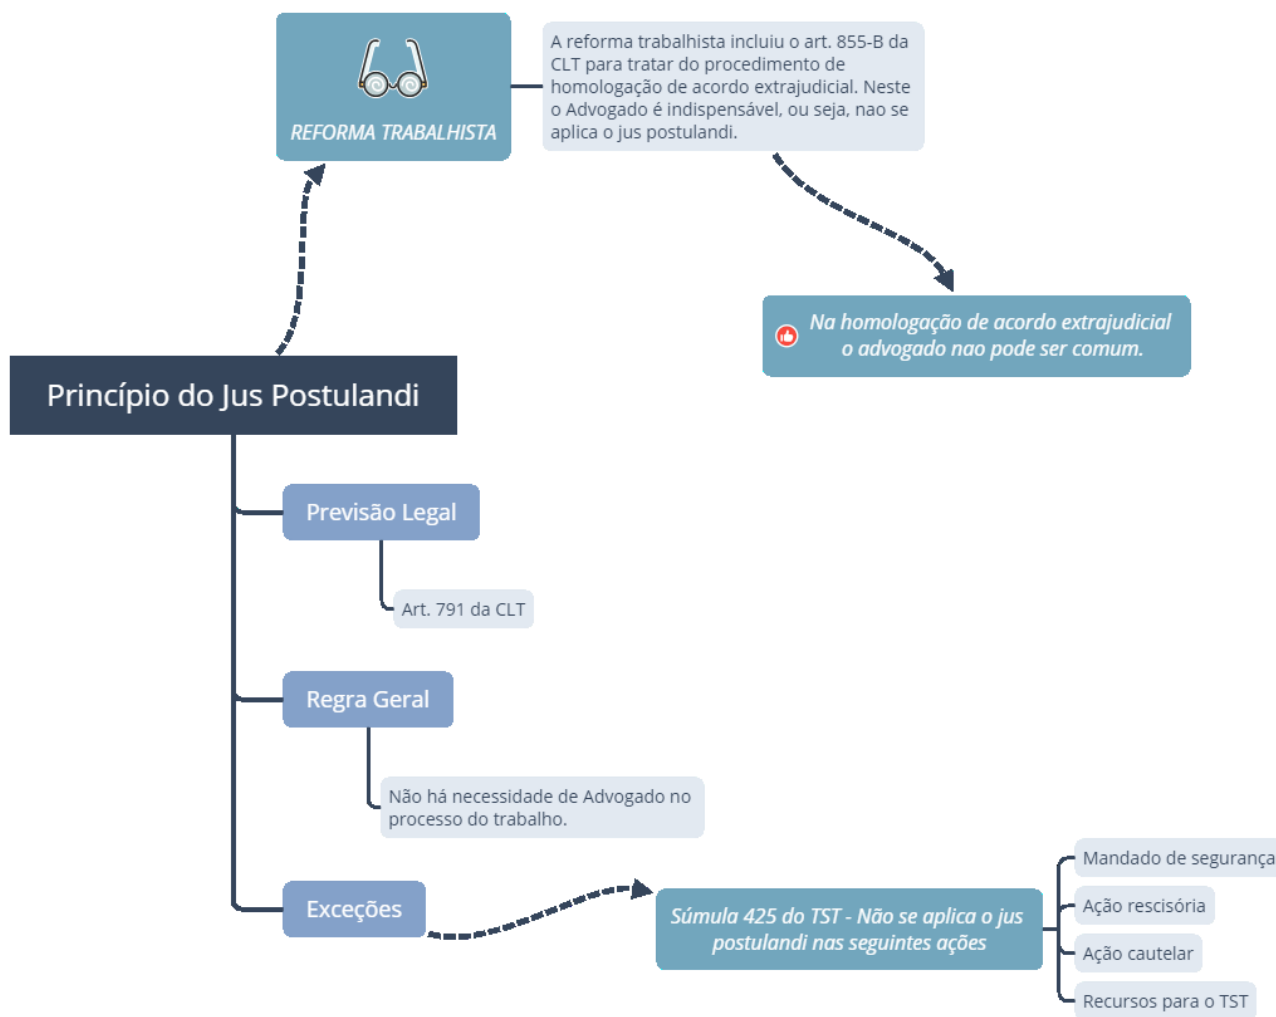 REFORMA TRABALHISTA
A reforma trabalhista incluiu o art. 855-B da
CLT para tratar do procedimento de
homologação de acordo extrajudicial. Neste
o Advogado é indispensável, ou seja, nao se
aplica o jus postulandi.
Na homologação de acordo extrajudicial
o advogado nao pode ser comum.
Princípio do Jus Postulandi
Previsão Legal
Art. 791 da CLT
Regra Geral
Não há necessidade de Advogado no
processo do trabalho.
Exceções
Súmula 425 do TST - Não se aplica o jus
postulandi nas seguintes ações
Mandado de segurança
Ação rescisória
Ação cautelar
Recursos para o TST